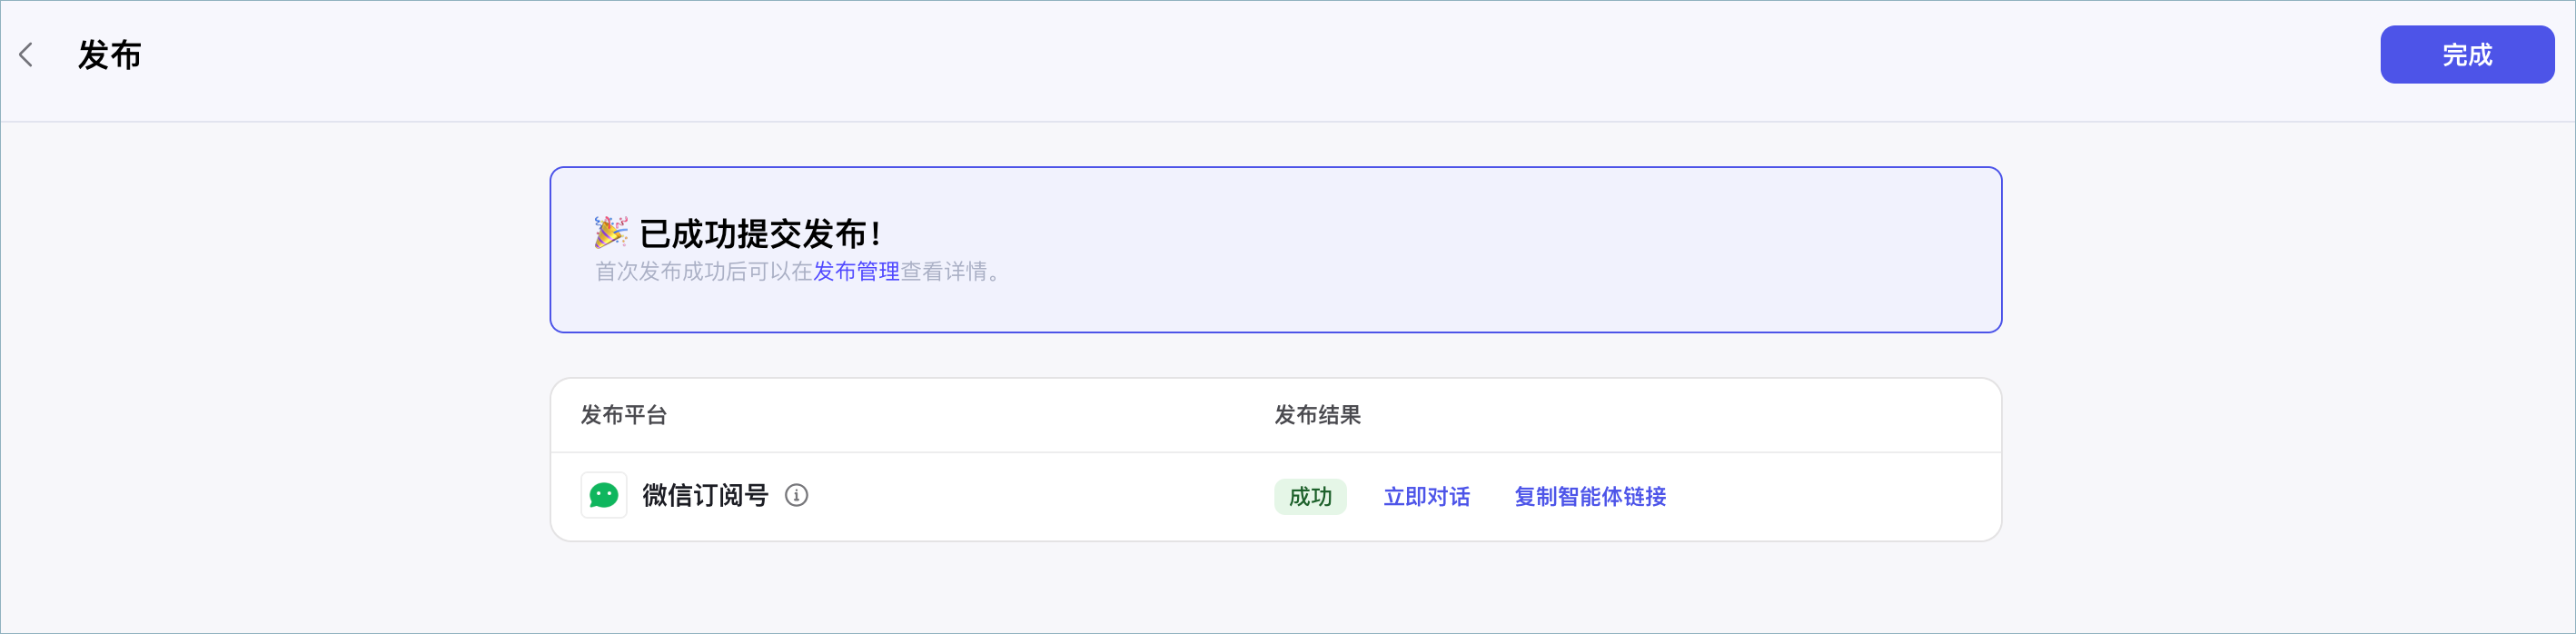 发布
完成
🎉 已成功提交发布！
首次发布成功后可以在发布管理查看详情。
发布平台
发布结果
微信订阅号
成功
立即对话
复制智能体链接